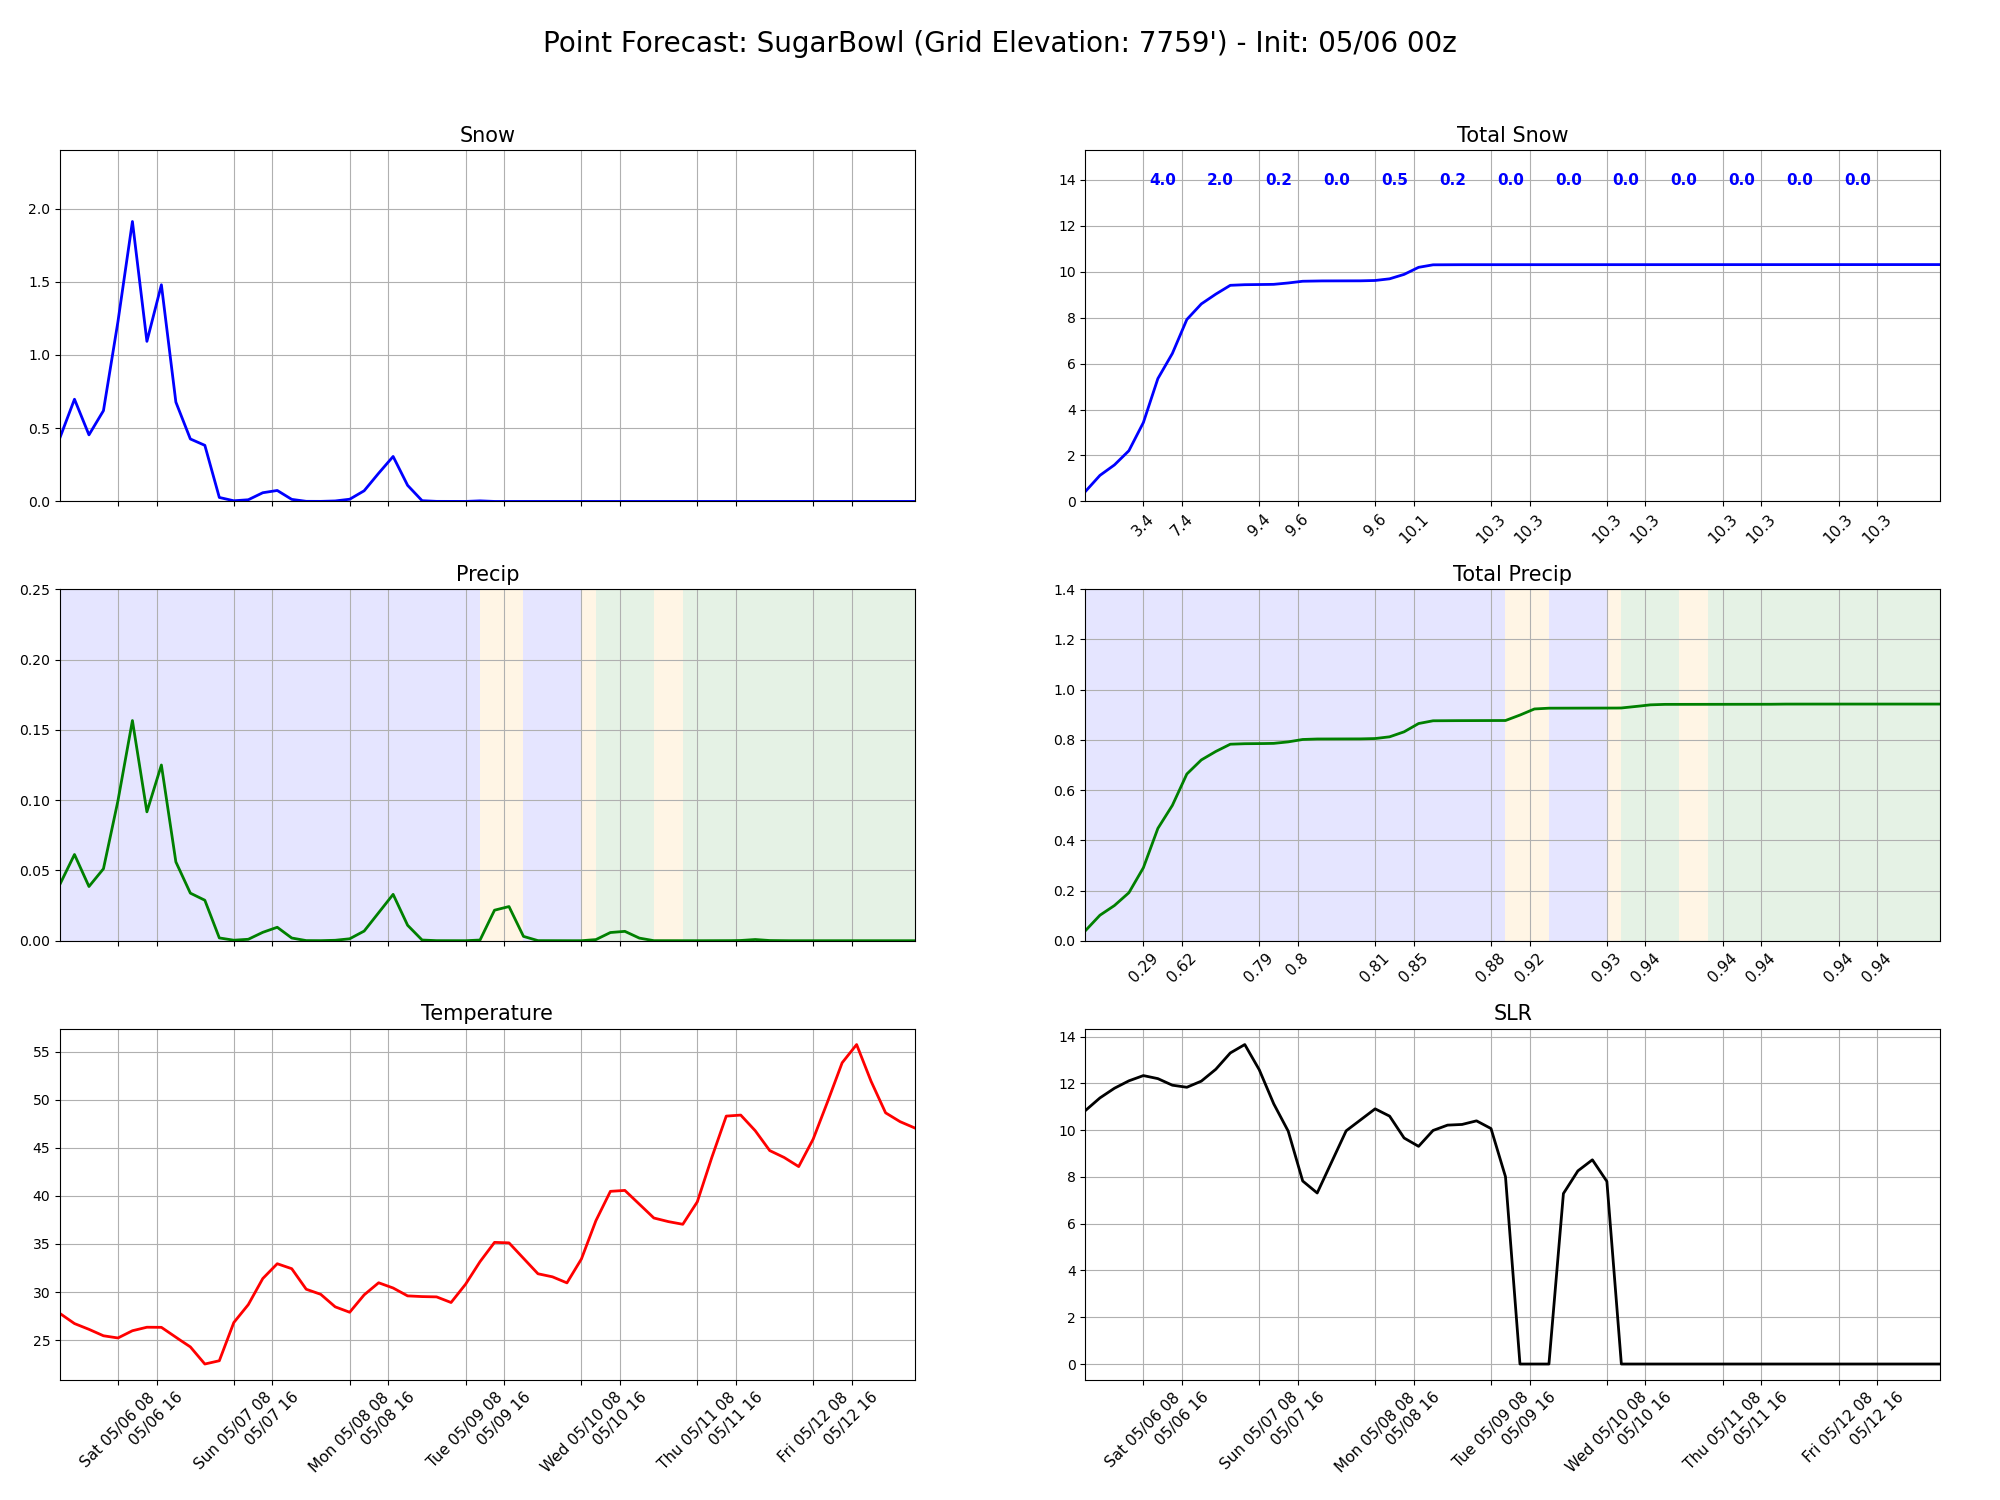 Point Forecast: SugarBowl (Grid Elevation: 7759') - Init: 05/06 00z
Snow
2.0
1.5
1.0
0.5
0.0
Total Snow
14
12
10
8
6
4
2
0
4.0 2.0 0.2 0.0 0.5 0.2 0.0 0.0 0.0 0.0 0.0 0.0 0.0
3.4 7.4 9.4 9.6 9.6 10.1 10.3 10.3 10.3 10.3 10.3 10.3 10.3 10.3
Precip
0.25
0.20
0.15
0.10
0.05
0.00
Total Precip
1.4
1.2
1.0
0.8
0.6
0.4
0.2
0.0
0.29 0.62 0.79 0.8 0.81 0.85 0.88 0.92 0.93 0.94 0.94 0.94 0.94 0.94
Temperature
55
50
45
40
35
30
25
Sat 05/06 08
05/06 16
Sun 05/07 08
05/07 16
Mon 05/08 08
05/08 16
Tue 05/09 08
05/09 16
Wed 05/10 08
05/10 16
Thu 05/11 08
05/11 16
Fri 05/12 08
05/12 16
SLR
14
12
10
8
6
4
2
0
Sat 05/06 08
05/06 16
Sun 05/07 08
05/07 16
Mon 05/08 08
05/08 16
Tue 05/09 08
05/09 16
Wed 05/10 08
05/10 16
Thu 05/11 08
05/11 16
Fri 05/12 08
05/12 16